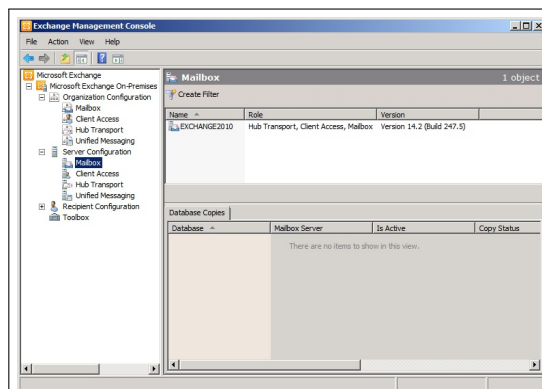 Exchange Management Console
File Action View Help
Microsoft Exchange
Microsoft Exchange On-Premises
Organization Configuration
Mailbox
Client Access
Hub Transport
Unified Messaging
Server Configuration
Mailbox
Client Access
Hub Transport
Unified Messaging
Recipient Configuration
Toolbox
Mailbox 1 object
Create Filter
Name Role Version
EXCHANGE2010 Hub Transport, Client Access, Mailbox Version 14.2 (Build 247.5)
Database Copies
Database Mailbox Server Is Active Copy Status
There are no items to show in this view.